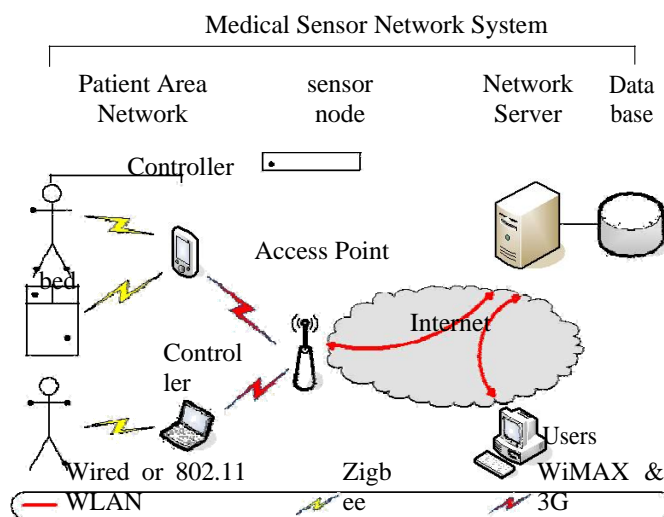 Medical Sensor Network System
Patient Area
Network
sensor
node
Network
Server
Data
base
Controller
Access Point
bed
Internet
Control
ler
Users
Wired or 802.11
WLAN
Zigb
ee
WiMAX &
3G